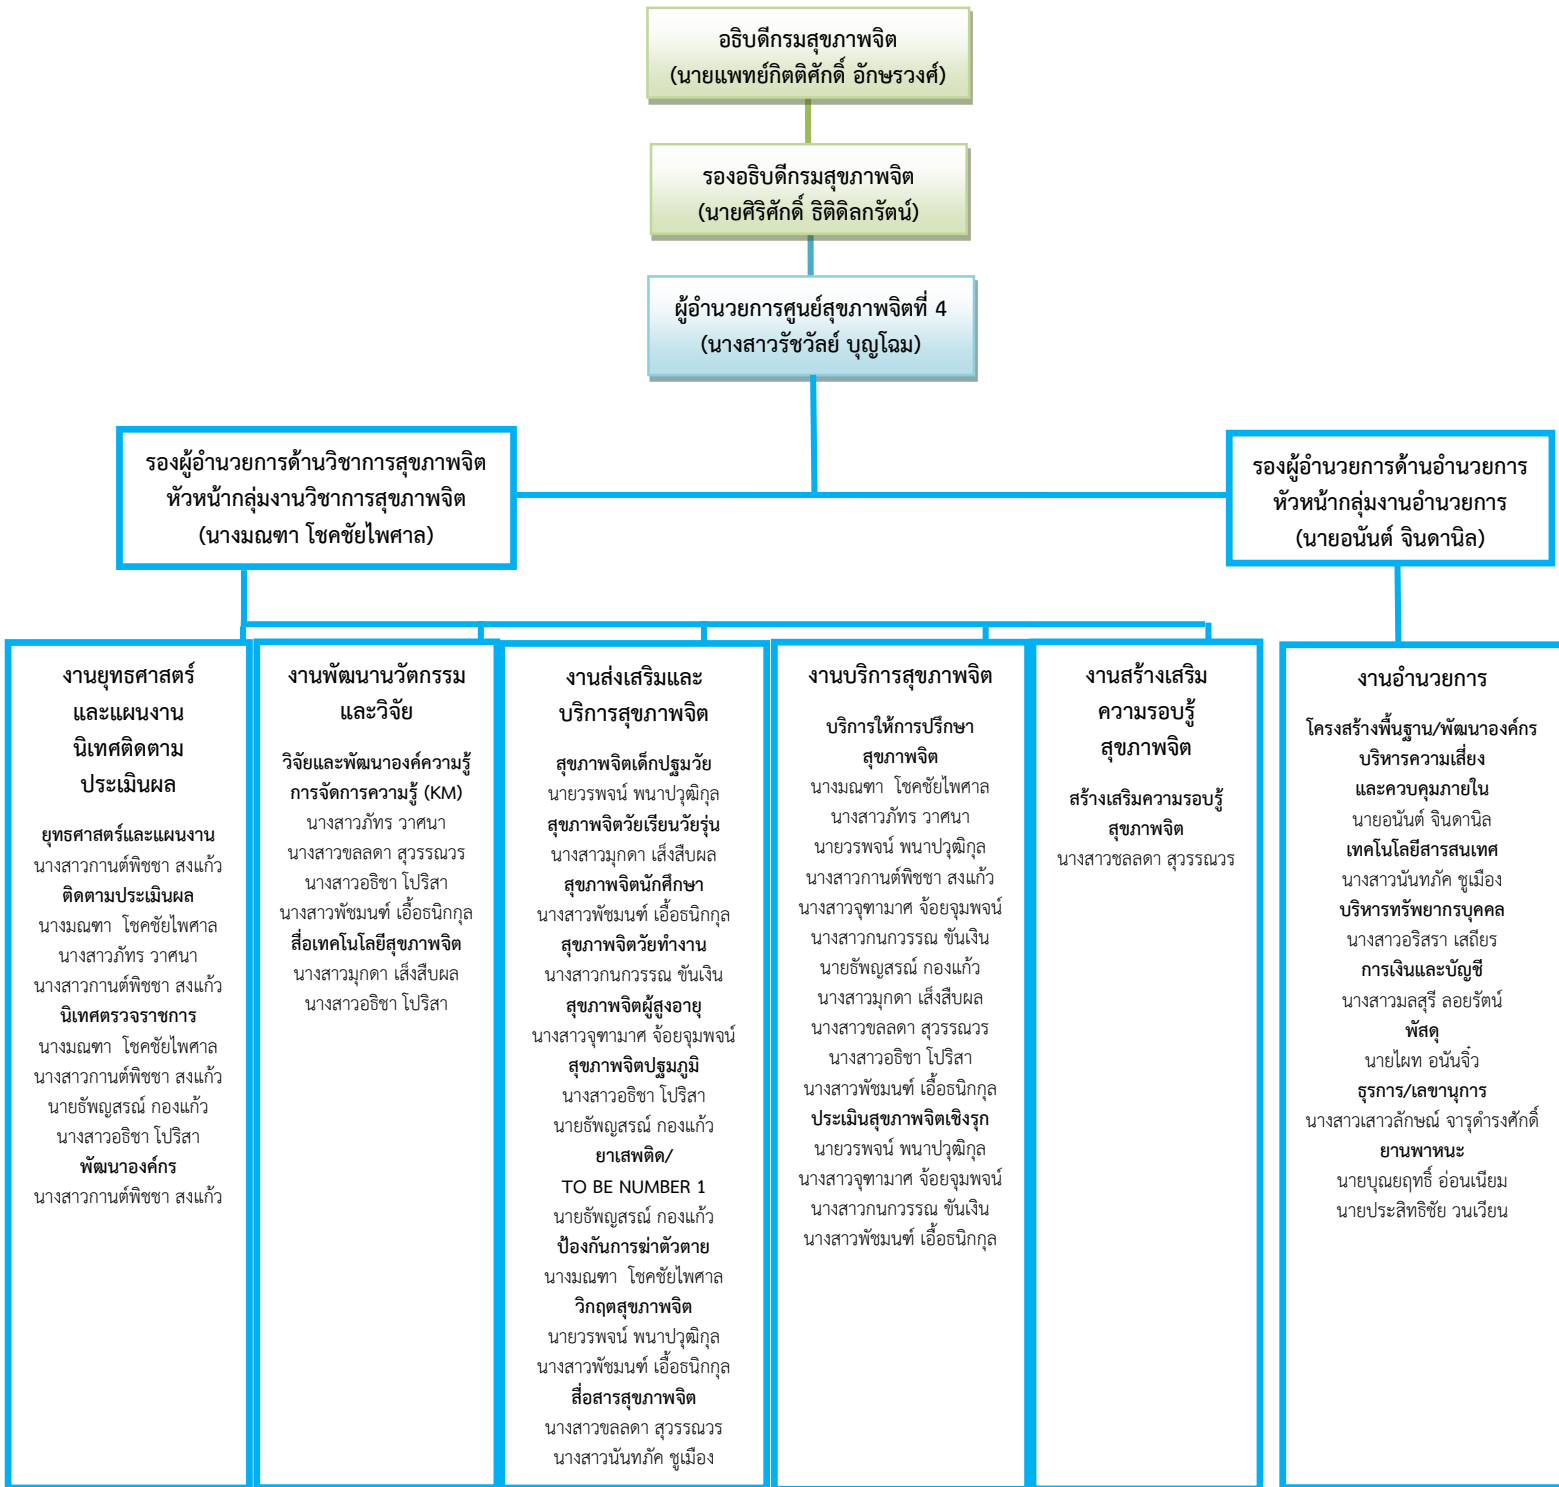 อธิบดีกรมสุขภาพจิต
(นายแพทย์กิตติศักดิ์ อักษรวงศ์)
รองอธิบดีกรมสุขภาพจิต
(นายศิริศักดิ์ ธิติดิลกรัตน์)
ผู้อำนวยการศูนย์สุขภาพจิตที่ 4
(นางสาวรัชวัลย์ บุญโฉม)
รองผู้อำนวยการด้านวิชาการสุขภาพจิต
หัวหน้ากลุ่มงานวิชาการสุขภาพจิต
(นางมณฑา โชคชัยไพศาล)
รองผู้อำนวยการด้านอำนวยการ
หัวหน้ากลุ่มงานอำนวยการ
(นายอนันต์ จินดานิล)
งานยุทธศาสตร์
และแผนงาน
นิเทศติดตาม
ประเมินผล
ยุทธศาสตร์และแผนงาน
นางสาวกานต์พิชชา สงแก้ว
ติดตามประเมินผล
นางมณฑา โชคชัยไพศาล
นางสาวภัทร วาศนา
นางสาวกานต์พิชชา สงแก้ว
นิเทศตรวจราชการ
นางมณฑา โชคชัยไพศาล
นางสาวกานต์พิชชา สงแก้ว
นายธัพญสรณ์ กองแก้ว
นางสาวอธิชา โปริสา
พัฒนาองค์กร
นางสาวกานต์พิชชา สงแก้ว
งานพัฒนานวัตกรรม
และวิจัย
วิจัยและพัฒนาองค์ความรู้
การจัดการความรู้ (KM)
นางสาวภัทร วาศนา
นางสาวขลลดา สุวรรณวร
นางสาวอธิชา โปริสา
นางสาวพัชมนฑ์ เอื้อธนิกกุล
สื่อเทคโนโลยีสุขภาพจิต
นางสาวมุกดา เส็งสืบผล
นางสาวอธิชา โปริสา
งานส่งเสริมและ
บริการสุขภาพจิต
สุขภาพจิตเด็กปฐมวัย
นายวรพจน์ พนาปวุฒิกุล
สุขภาพจิตวัยเรียนวัยรุ่น
นางสาวมุกดา เส็งสืบผล
สุขภาพจิตนักศึกษา
นางสาวพัชมนฑ์ เอื้อธนิกกุล
สุขภาพจิตวัยทำงาน
นางสาวกนกวรรณ ขันเงิน
สุขภาพจิตผู้สูงอายุ
นางสาวจุฑามาศ จ้อยจุมพจน์
สุขภาพจิตปฐมภูมิ
นางสาวอธิชา โปริสา
นายธัพญสรณ์ กองแก้ว
ยาเสพติด/
TO BE NUMBER 1
นายธัพญสรณ์ กองแก้ว
ป้องกันการฆ่าตัวตาย
นางมณฑา โชคชัยไพศาล
วิกฤตสุขภาพจิต
นายวรพจน์ พนาปวุฒิกุล
นางสาวพัชมนฑ์ เอื้อธนิกกุล
สื่อสารสุขภาพจิต
นางสาวขลลดา สุวรรณวร
นางสาวนันทภัค ชูเมือง
งานบริการสุขภาพจิต
บริการให้การปรึกษา
สุขภาพจิต
นางมณฑา โชคชัยไพศาล
นางสาวภัทร วาศนา
นายวรพจน์ พนาปวุฒิกุล
นางสาวกานต์พิชชา สงแก้ว
นางสาวจุฑามาศ จ้อยจุมพจน์
นางสาวกนกวรรณ ขันเงิน
นายธัพญสรณ์ กองแก้ว
นางสาวมุกดา เส็งสืบผล
นางสาวขลลดา สุวรรณวร
นางสาวอธิชา โปริสา
นางสาวพัชมนฑ์ เอื้อธนิกกุล
ประเมินสุขภาพจิตเชิงรุก
นายวรพจน์ พนาปวุฒิกุล
นางสาวจุฑามาศ จ้อยจุมพจน์
นางสาวกนกวรรณ ขันเงิน
นางสาวพัชมนฑ์ เอื้อธนิกกุล
งานสร้างเสริม
ความรอบรู้
สุขภาพจิต
สร้างเสริมความรอบรู้
สุขภาพจิต
นางสาวชลลดา สุวรรณวร
งานอำนวยการ
โครงสร้างพื้นฐาน/พัฒนาองค์กร
บริหารความเสี่ยง
และควบคุมภายใน
นายอนันต์ จินดานิล
เทคโนโลยีสารสนเทศ
นางสาวนันทภัค ชูเมือง
บริหารทรัพยากรบุคคล
นางสาวอริสรา เสถียร
การเงินและบัญชี
นางสาวมลสุรี ลอยรัตน์
พัสดุ
นายไผท อนันจิ๋ว
ธุรการ/เลขานุการ
นางสาวเสาวลักษณ์ จารุดำรงศักดิ์
ยานพาหนะ
นายบุณยฤทธิ์ อ่อนเนียม
นายประสิทธิชัย วนเวียน